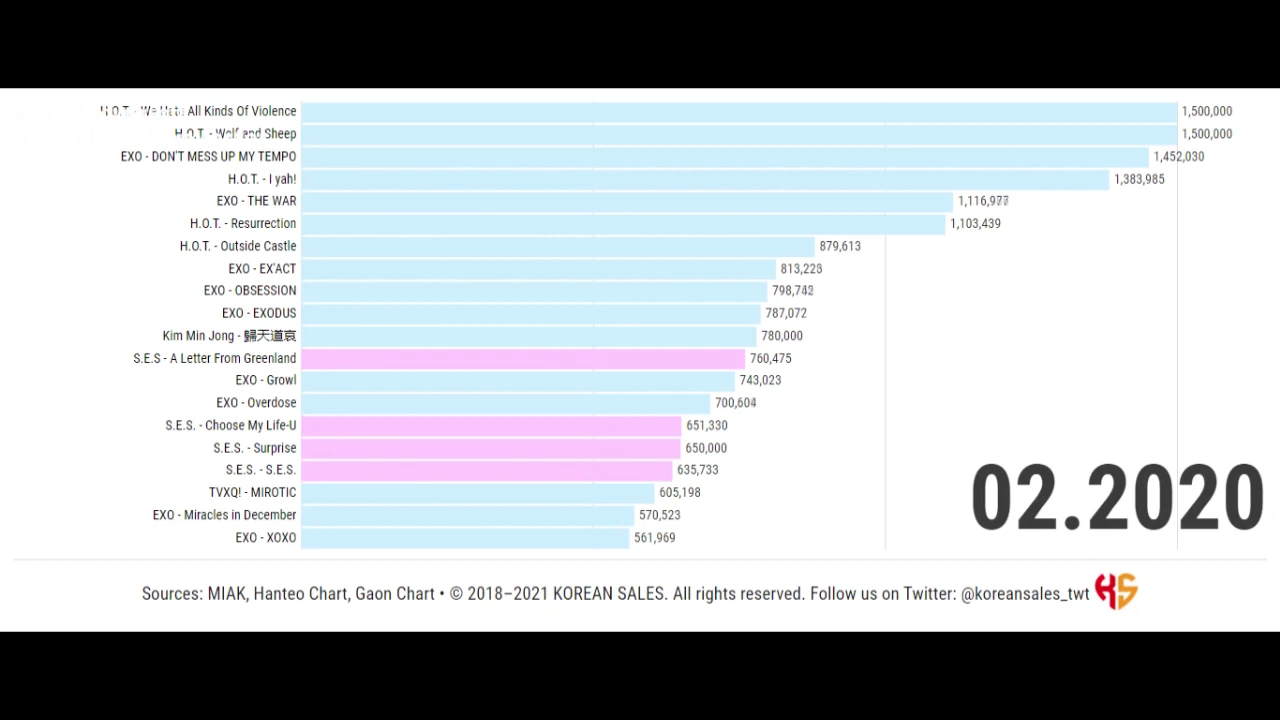 H.O.T. - We Hate All Kinds Of Violence 1,500,000
H.O.T. - Wolf and Sheep 1,500,000
EXO - DON'T MESS UP MY TEMPO 1,452,030
H.O.T. - I yah! 1,383,985
EXO - THE WAR
H.O.T. - Resurrection 1,103,439
H.O.T. - Outside Castle 879,613
EXO - EX'ACT
EXO - OBSESSION
EXO - EXODUS 787,072
Kim Min Jong - 歸天道哀 780,000
S.E.S - A Letter From Greenland 760,475
EXO - Growl 743,023
EXO - Overdose 700,604
S.E.S. - Choose My Life-U 651,330
S.E.S. - Surprise 650,000
S.E.S. - S.E.S. 635,733
TVXQ! - MIROTIC 605,198
EXO - Miracles in December 570,523
EXO - XOXO 561,969
02.2020
Sources: MIAK, Hanteo Chart, Gaon Chart • © 2018–2021 KOREAN SALES. All rights reserved. Follow us on Twitter: @koreansales_twt KS